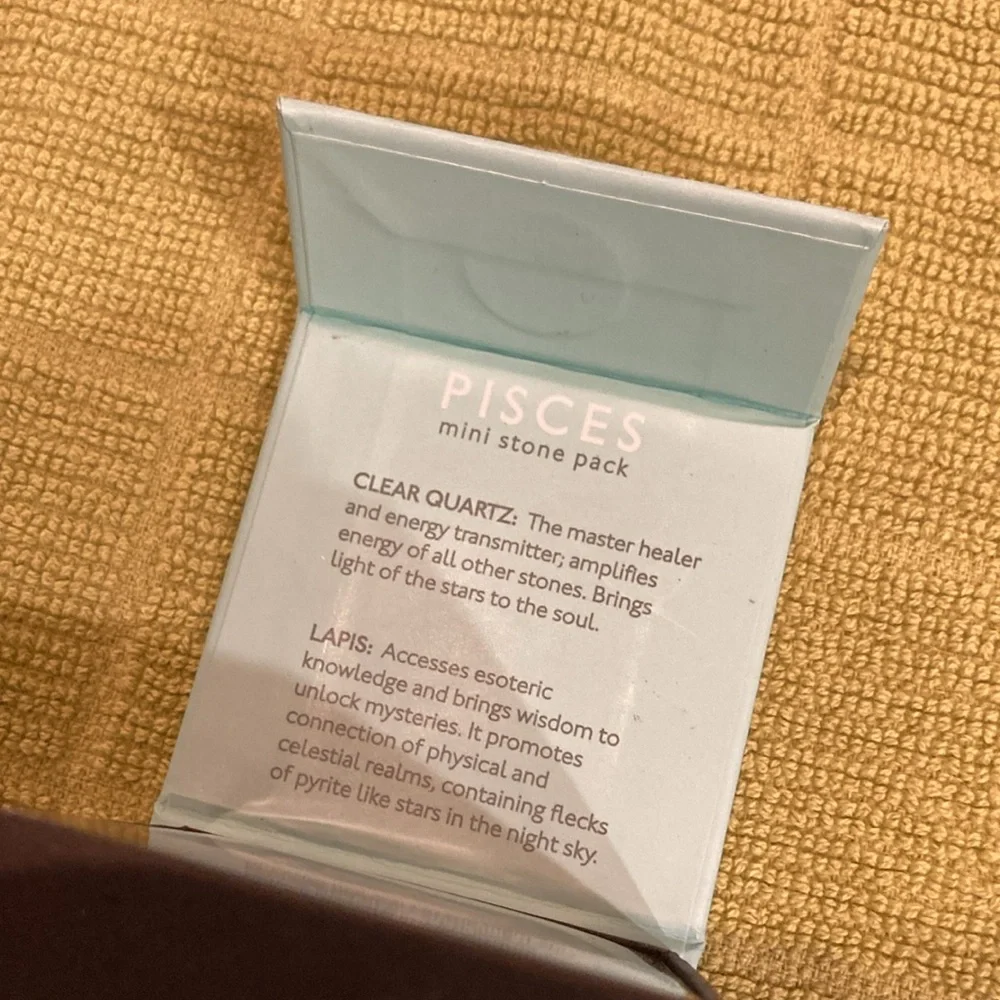 PISCES
mini stone pack
CLEAR QUARTZ: The master healer
and energy transmitter; amplifies
energy of all other stones. Brings
light of the stars to the soul.
LAPIS: Accesses esoteric
knowledge and brings wisdom to
unlock mysteries. It promotes
connection of physical and
celestial realms, containing flecks
of pyrite like stars in the night sky.